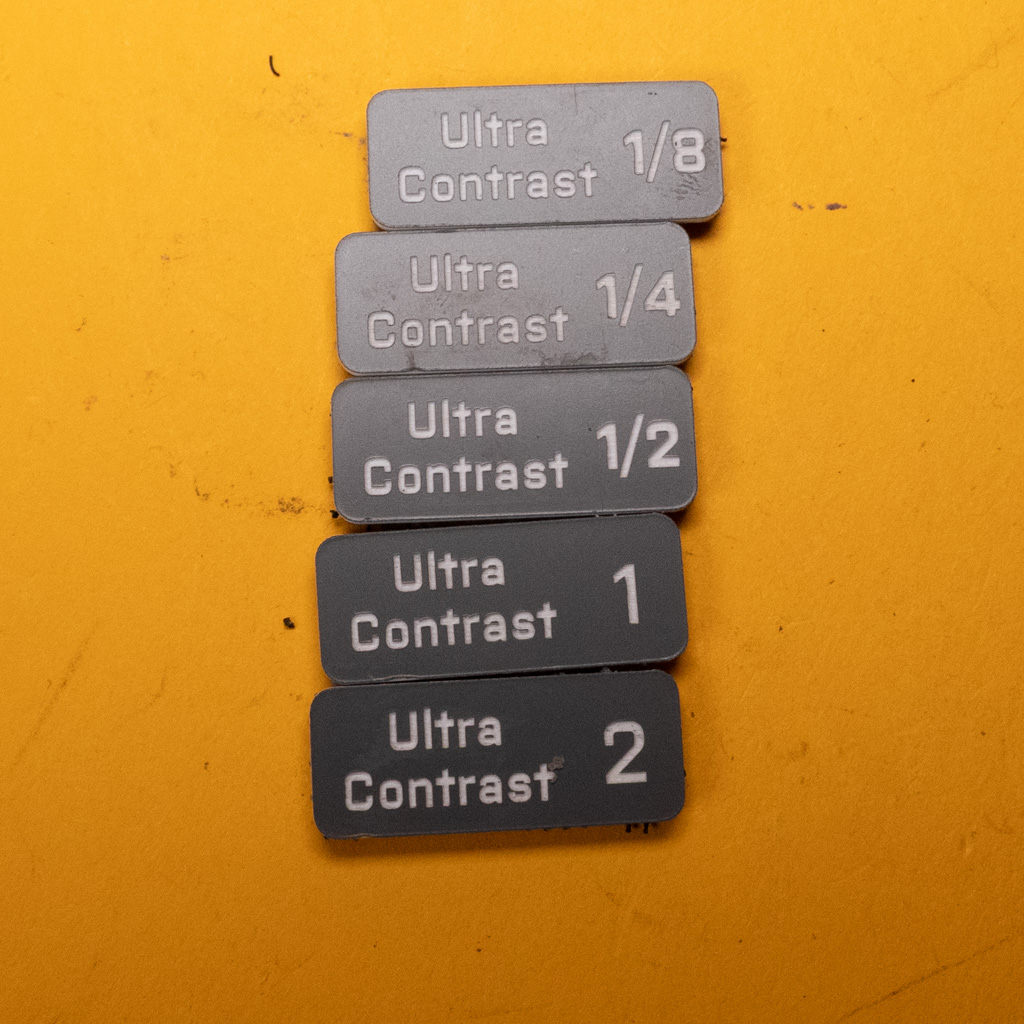 Ultra
Contrast 1/8
Ultra
Contrast 1/4
Ultra
Contrast 1/2
Ultra
Contrast 1
Ultra
Contrast 2